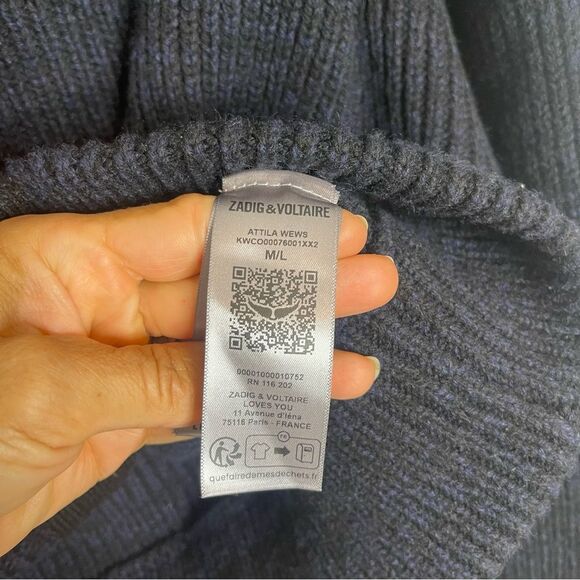 ZADIG&VOLTAIRE
ATTILA WEWS
KWCO00076001XX2
M/L
00001000010752
RN 116 202
ZADIG & VOLTAIRE
LOVES YOU
11 Avenue d'Iéna
75116 Paris - FRANCE
FR
quefairedemesdechets.fr